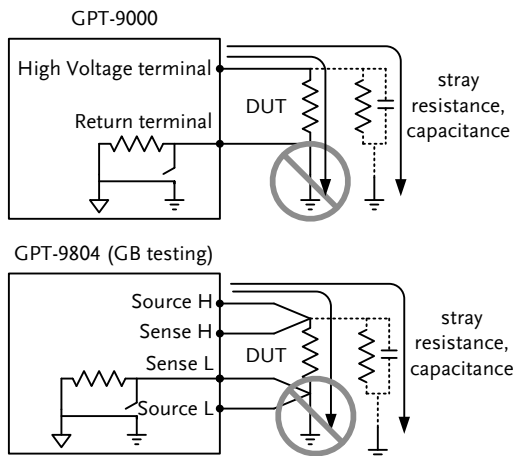 GPT-9000
High Voltage terminal
DUT
Return terminal
stray
resistance,
capacitance
GPT-9804 (GB testing)
Source H
Sense H
Sense L
DUT
Source L
stray
resistance,
capacitance